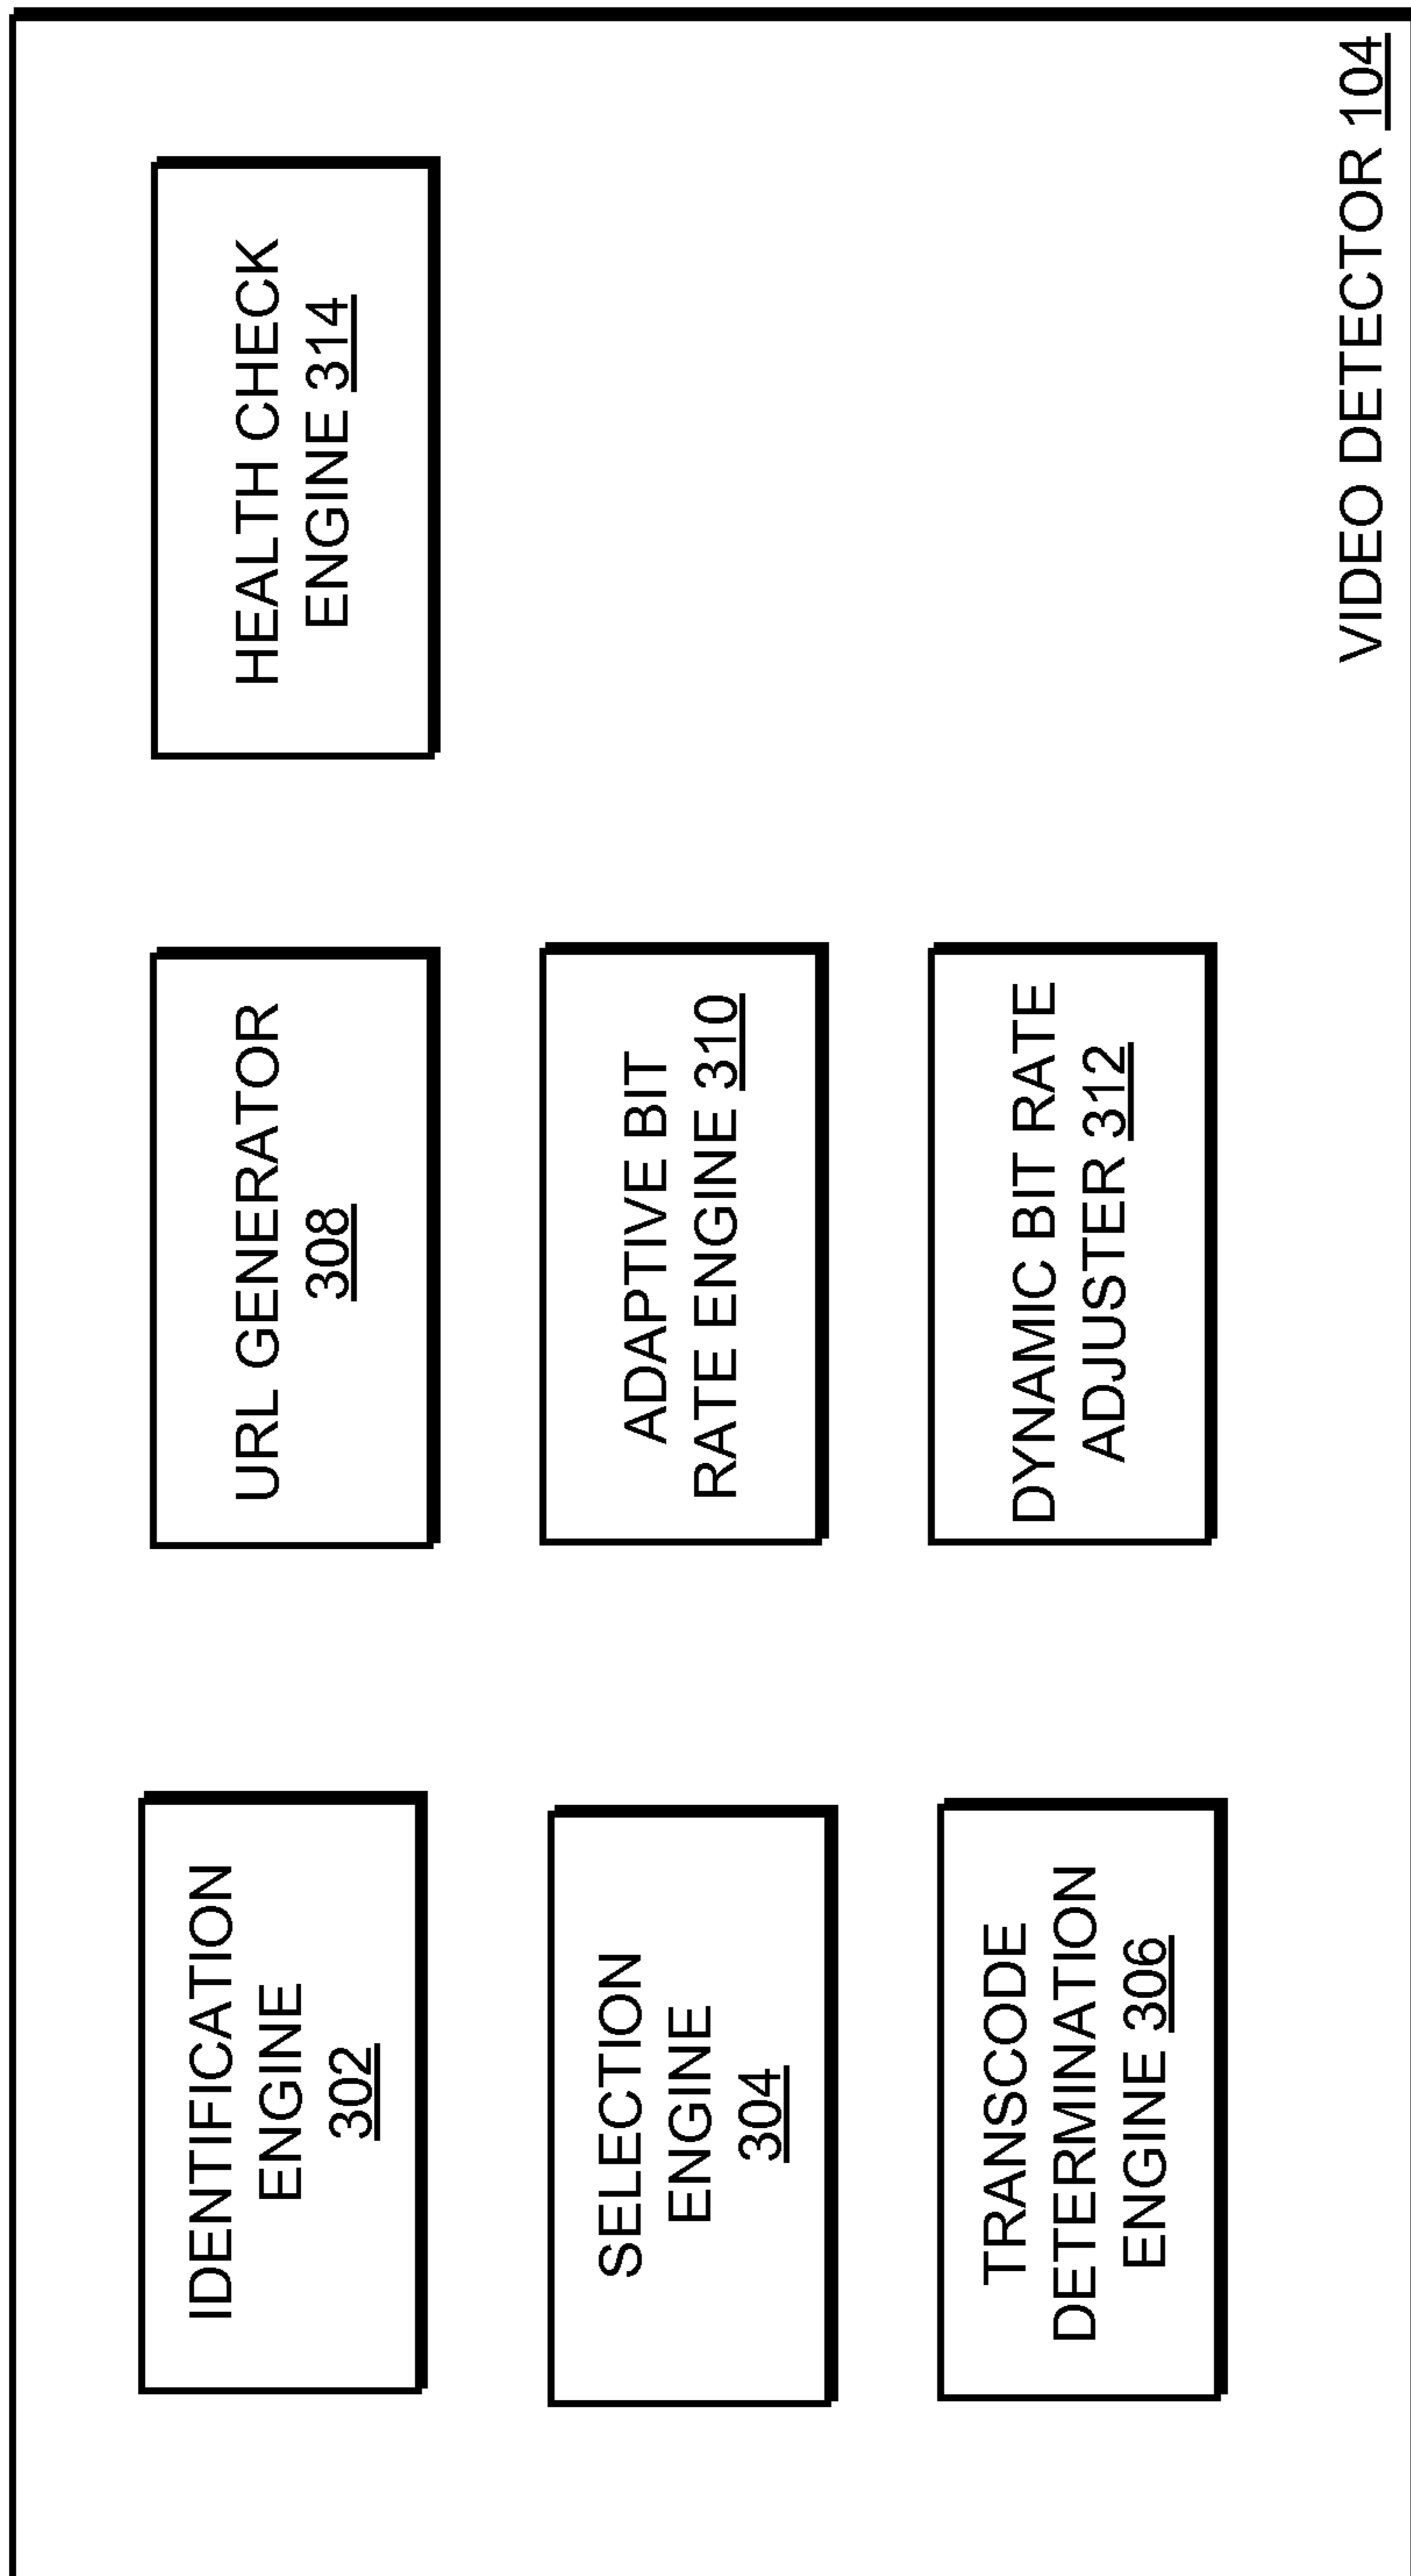 IDENTIFICATION
ENGINE
302
SELECTION
ENGINE
304
TRANSCODE
DETERMINATION
ENGINE 306
URL GENERATOR
308
ADAPTIVE BIT
RATE ENGINE 310
DYNAMIC BIT RATE
ADJUSTER 312
HEALTH CHECK
ENGINE 314
VIDEO DETECTOR 104